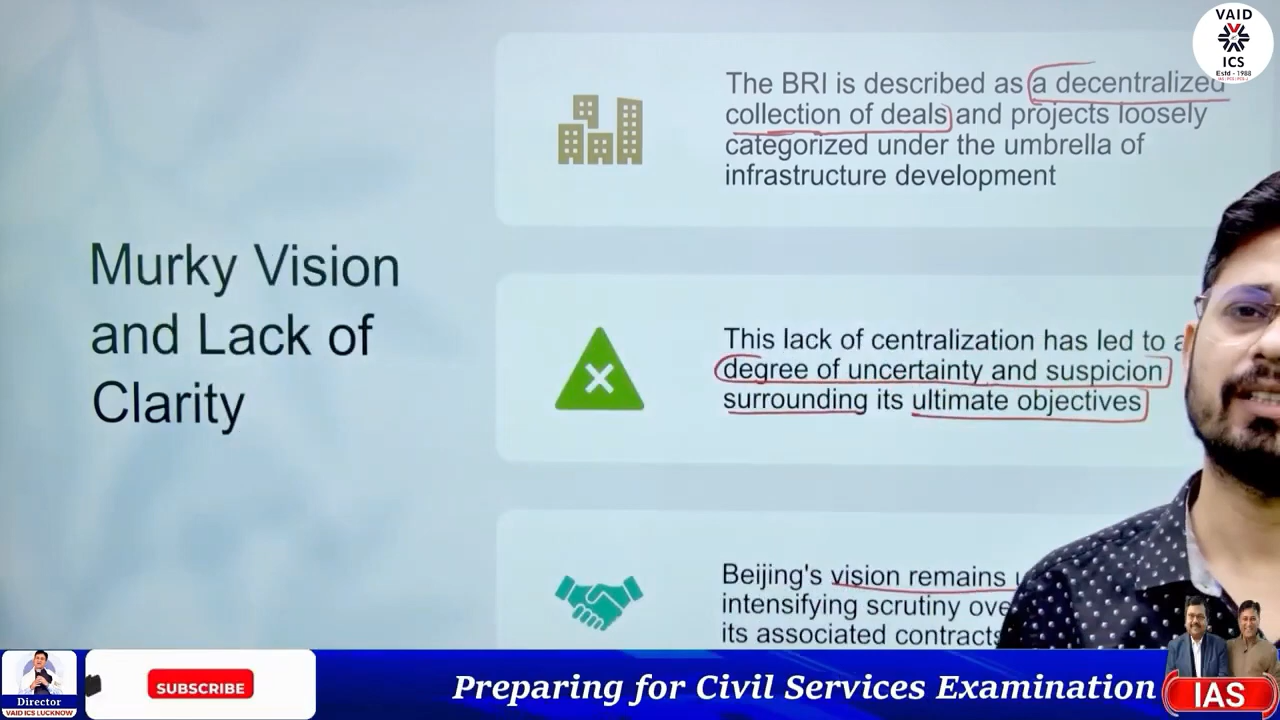 VAID
ICS
Estd - 1988
The BRI is described as a decentralized
collection of deals and projects loosely
categorized under the umbrella of
infrastructure development
Murky Vision
and Lack of
Clarity
This lack of centralization has led to a
degree of uncertainty and suspicion
surrounding its ultimate objectives
Beijing's vision remains
intensifying scrutiny ove
its associated contracts
Director
VAID ICS LUCKNOW
SUBSCRIBE
Preparing for Civil Services Examination
IAS